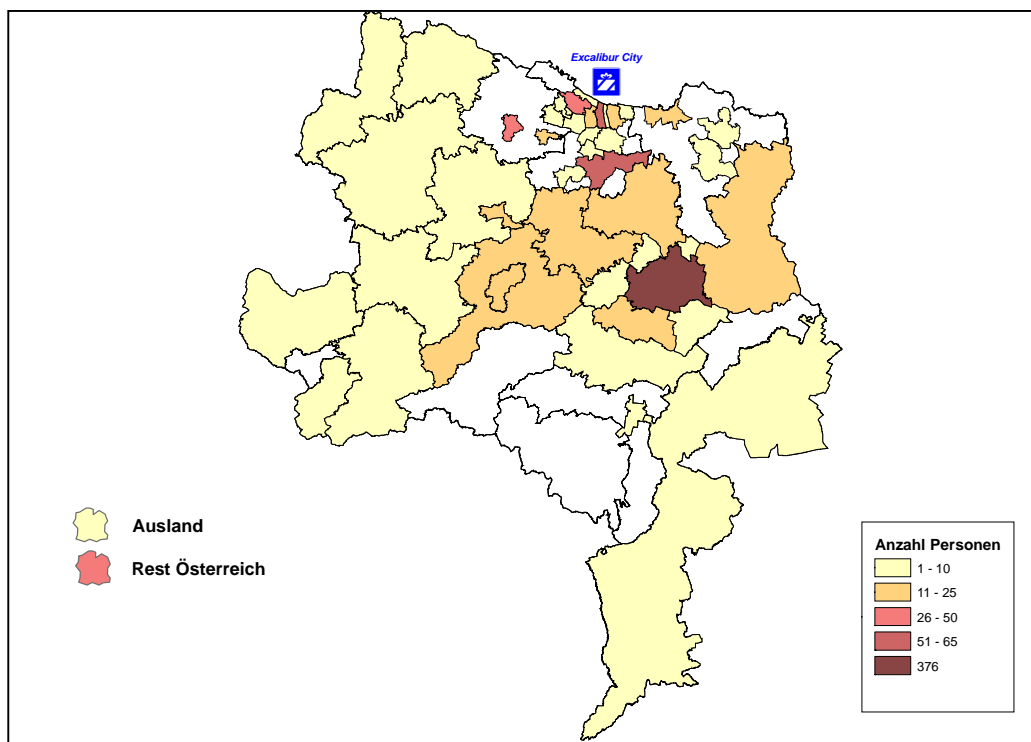 Excalibur City
Ausland
Rest Österreich
Anzahl Personen
1 - 10
11 - 25
26 - 50
51 - 65
376